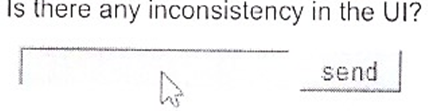 Is there any inconsistency in the UI?
send